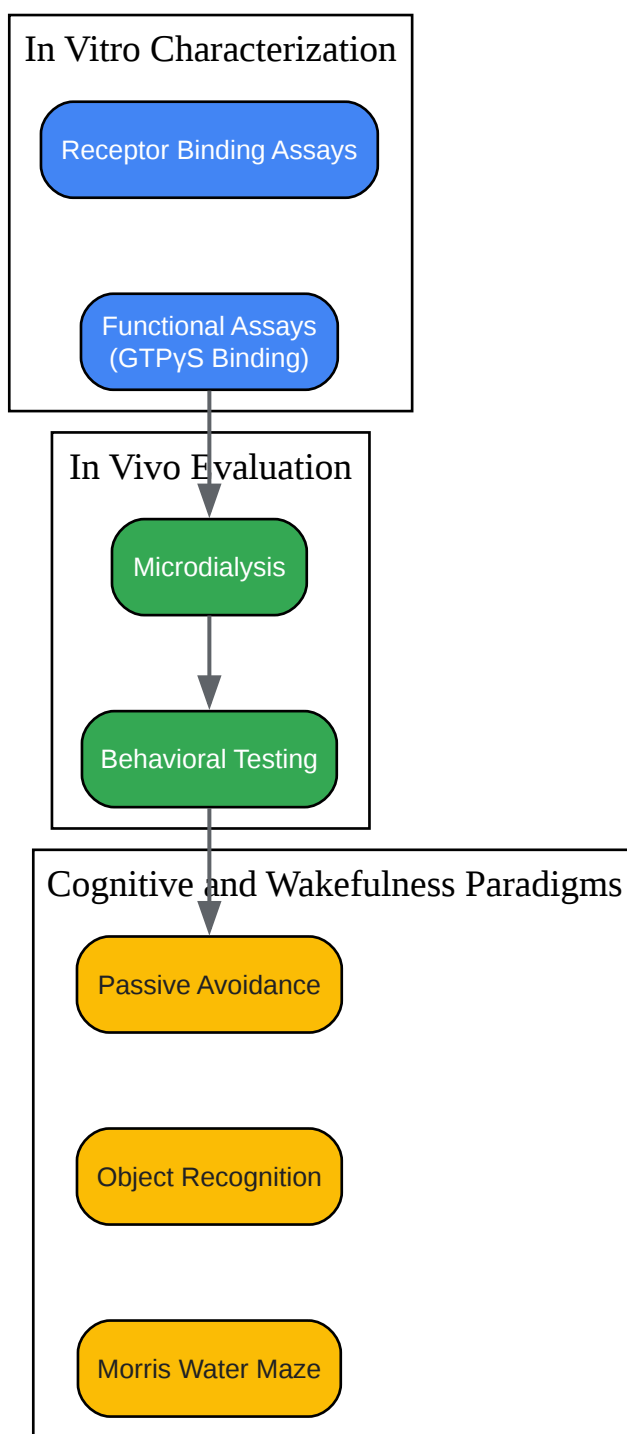 In Vitro Characterization
Receptor Binding Assays
Functional Assays
(GTPγS Binding)
In Vivo Evaluation
Microdialysis
Behavioral Testing
Cognitive and Wakefulness Paradigms
Passive Avoidance
Object Recognition
Morris Water Maze